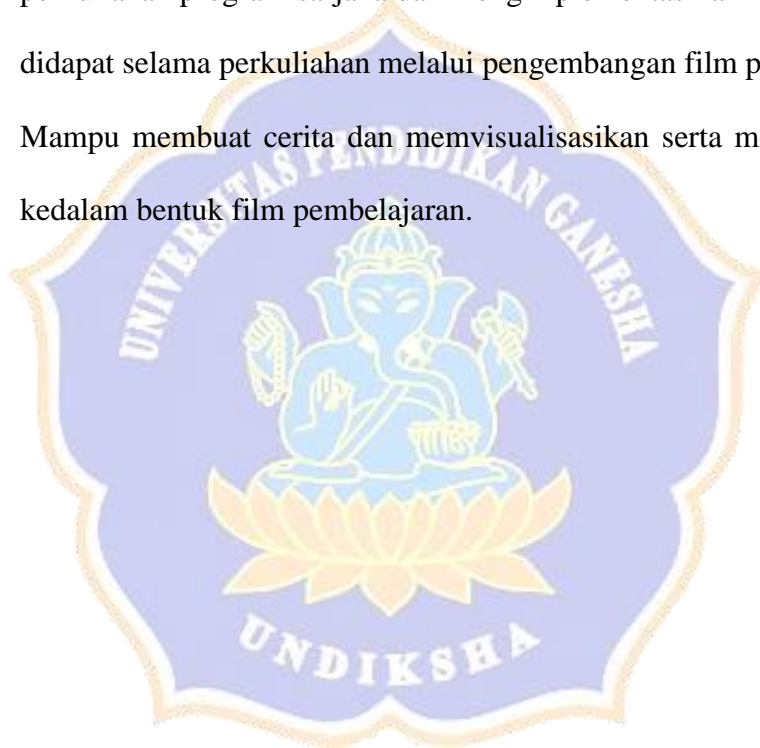 didapat selama perkuliahan melalui pengembangan film p
Mampu membuat cerita dan memvisualisasikan serta m
kedalam bentuk film pembelajaran.
UNIVERSITAS PENDIDIKAN GANESHA
UNDIKSHA